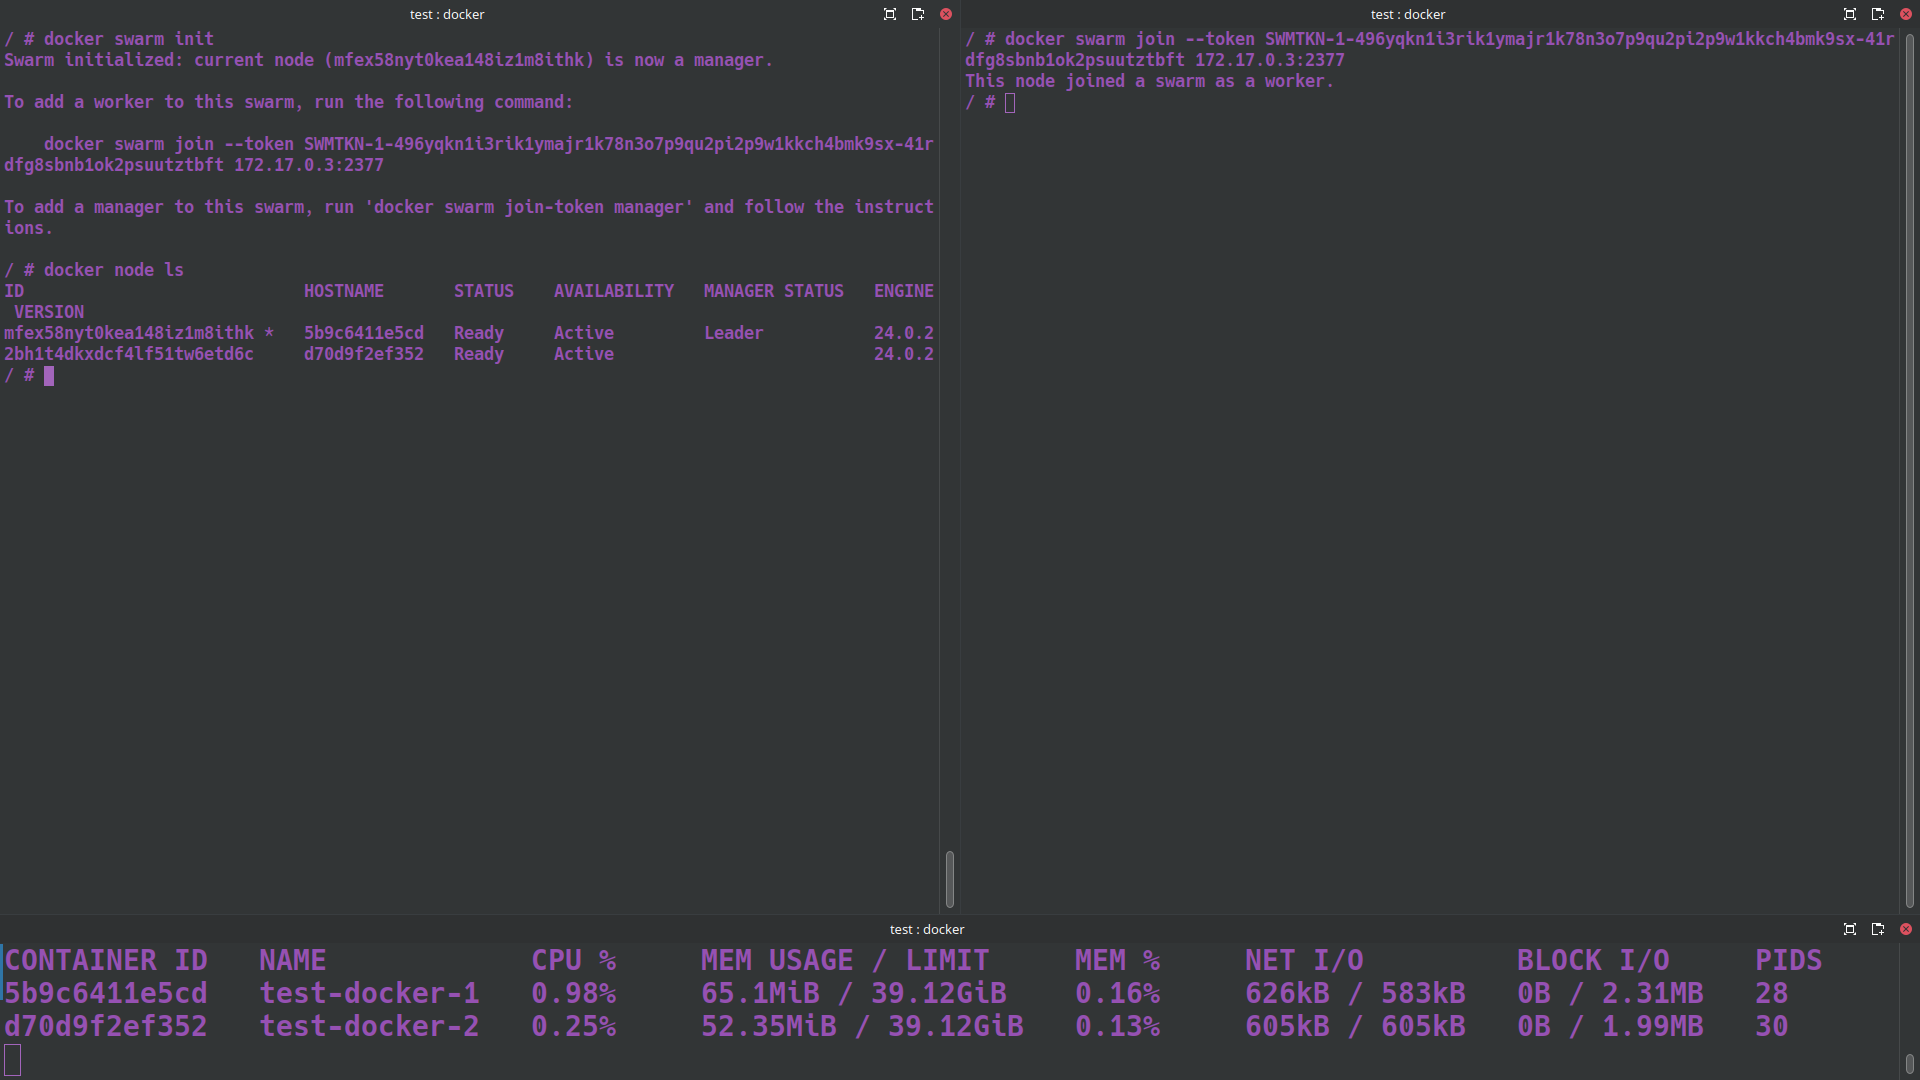 test : docker
/ # docker swarm init
Swarm initialized: current node (mfex58nyt0kea148iz1m8ithk) is now a manager.
To add a worker to this swarm, run the following command:
docker swarm join --token SWMTKN-1-496yqkn1i3rik1ymajr1k78n3o7p9qu2pi2p9w1kkch4bmk9sx-41r
dfg8sbnb1ok2psuutztbft 172.17.0.3:2377
To add a manager to this swarm, run 'docker swarm join-token manager' and follow the instruct
ions.
/ # docker node ls
ID HOSTNAME STATUS AVAILABILITY MANAGER STATUS ENGINE
VERSION
mfex58nyt0kea148iz1m8ithk * 5b9c6411e5cd Ready Active Leader 24.0.2
2bh1t4dkxdcf4lf51tw6etd6c d70d9f2ef352 Ready Active 24.0.2
/ #
test : docker
/ # docker swarm join --token SWMTKN-1-496yqkn1i3rik1ymajr1k78n3o7p9qu2pi2p9w1kkch4bmk9sx-41r
dfg8sbnb1ok2psuutztbft 172.17.0.3:2377
This node joined a swarm as a worker.
/ #
test : docker
CONTAINER ID NAME CPU % MEM USAGE / LIMIT MEM % NET I/O BLOCK I/O PIDS
5b9c6411e5cd test-docker-1 0.98% 65.1MiB / 39.12GiB 0.16% 626kB / 583kB 0B / 2.31MB 28
d70d9f2ef352 test-docker-2 0.25% 52.35MiB / 39.12GiB 0.13% 605kB / 605kB 0B / 1.99MB 30